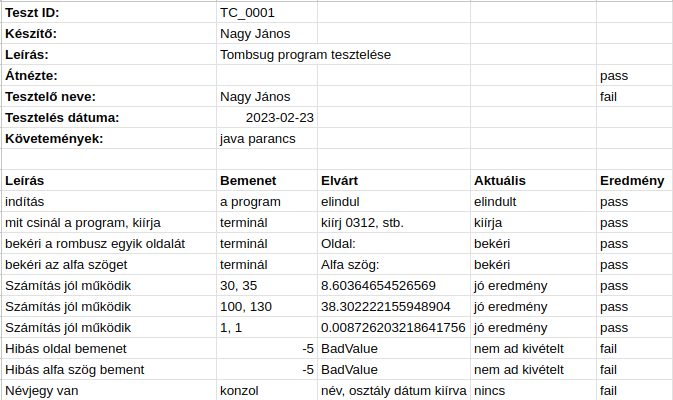 Teszt ID: TC_0001
Készítő: Nagy János
Leírás: Tombsug program tesztelése
Átnézte: pass
Tesztelő neve: Nagy János fail
Tesztelés dátuma: 2023-02-23
Követemények: java parancs
Leírás Bemenet Elvárt Aktuális Eredmény
indítás a program elindul elindult pass
mit csinál a program, kiírja terminál kiírj 0312, stb. kiírja pass
bekéri a rombusz egyik oldalát terminál Oldal: bekéri pass
bekéri az alfa szöget terminál Alfa szög: bekéri pass
Számítás jól működik 30, 35 8.60364654526569 jó eredmény pass
Számítás jól működik 100, 130 38.302222155948904 jó eredmény pass
Számítás jól működik 1, 1 0.008726203218641756 jó eredmény pass
Hibás oldal bemenet -5 BadValue nem ad kivételt fail
Hibás alfa szög bement -5 BadValue nem ad kivételt fail
Névjegy van konzol név, osztály dátum kiírva nincs fail